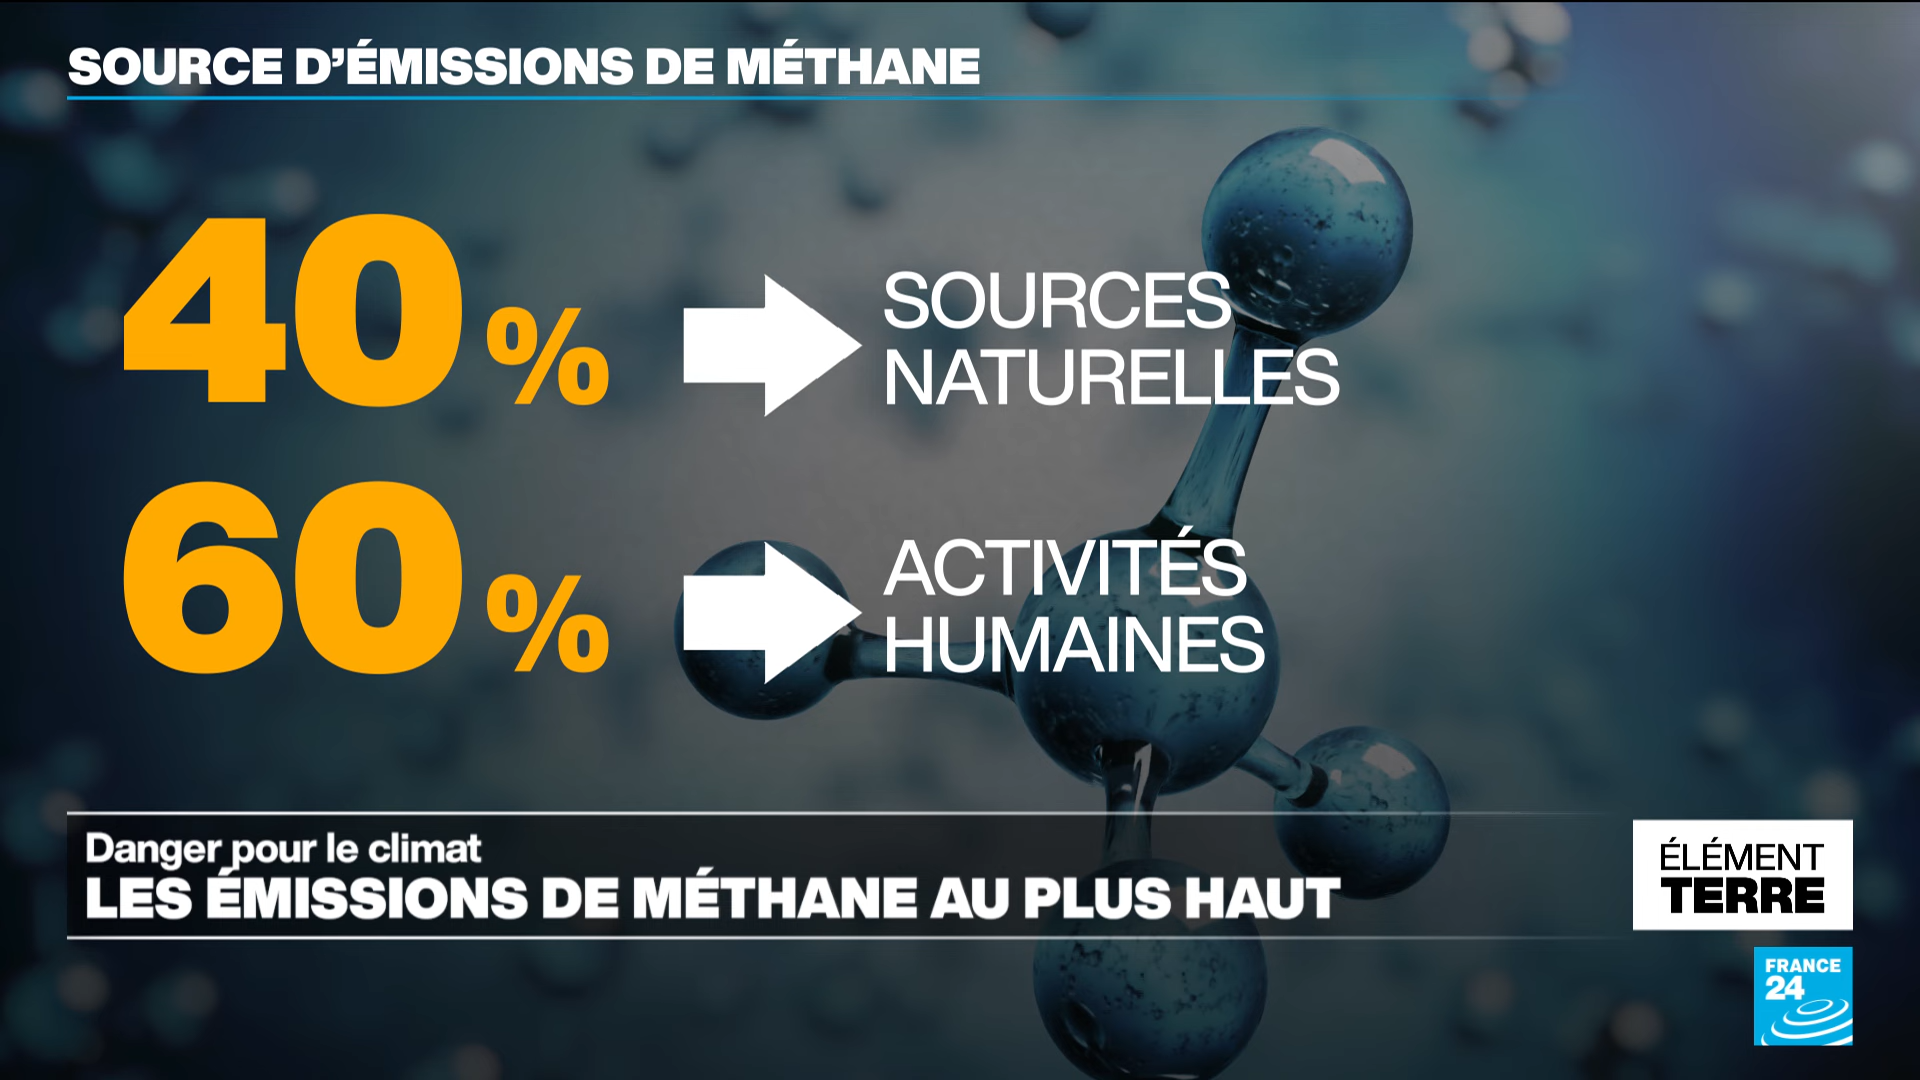 SOURCE D'ÉMISSIONS DE MÉTHANE
40 %
SOURCES
NATURELLES
60 %
ACTIVITÉS
HUMAINES
Danger pour le climat
LES ÉMISSIONS DE MÉTHANE AU PLUS HAUT
ÉLÉMENT
TERRE
FRANCE
24